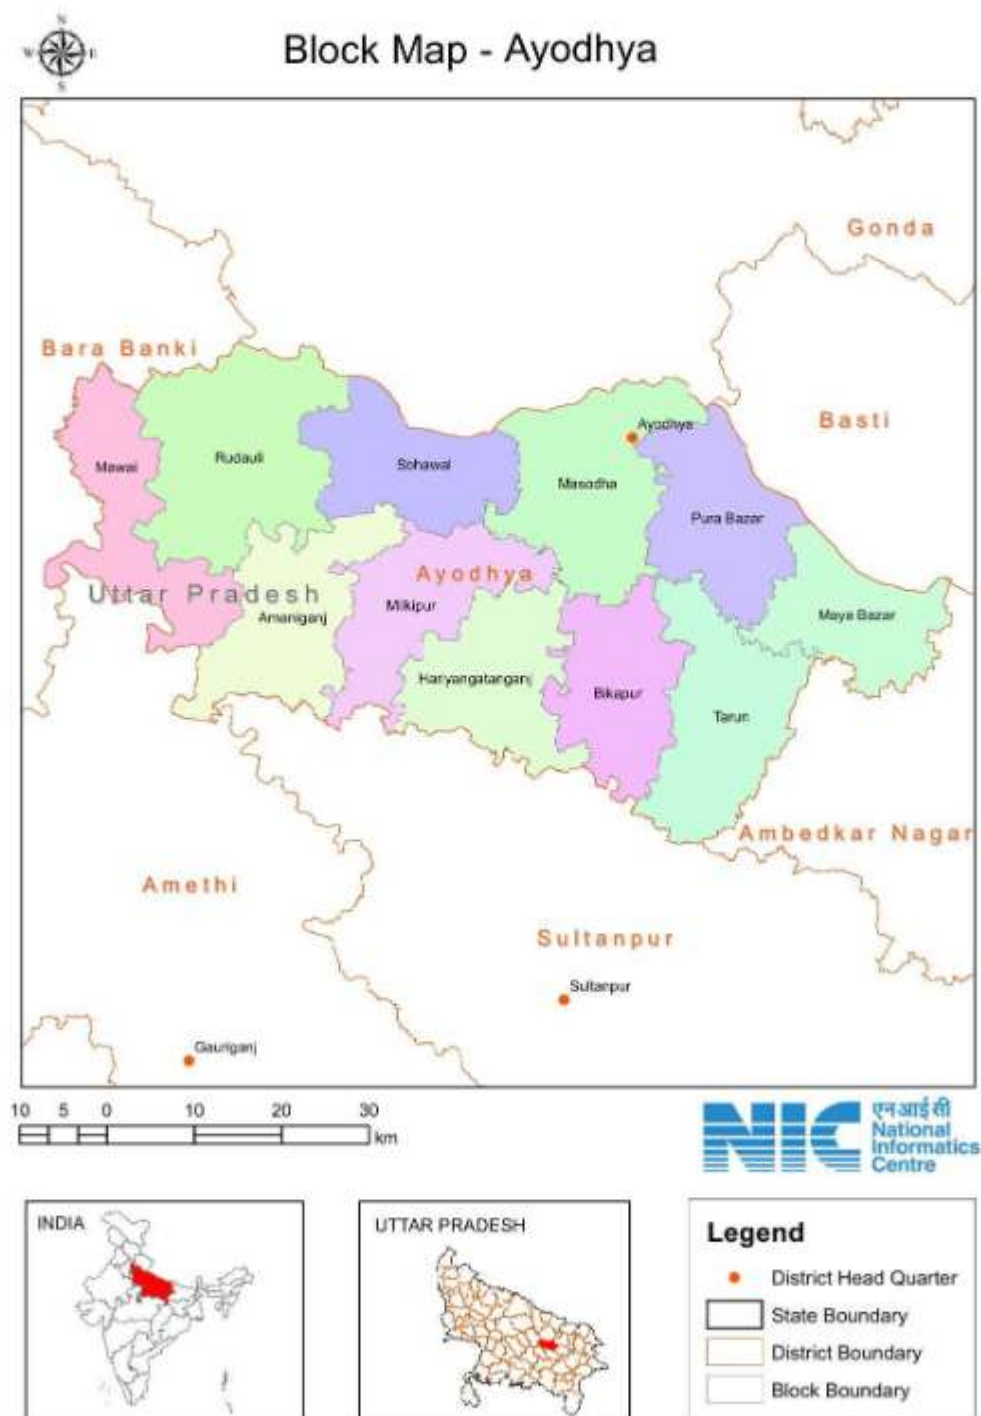 N
W E
S
Block Map - Ayodhya
Gonda
Bara Banki
Basti
Ayodhya
Rudauli
Sohawal
Mawai
Masodha
Pura Bazar
Ayodhya
Uttar Pradesh
Milkipur
Amaniganj
Maya Bazar
Hariyangatanganj
Bikapur
Tarun
Ambedkar Nagar
Amethi
Sultanpur
Sultanpur
Gauriganj
10 5 0 10 20 30
km
NIC
एन आई सी
National
Informatics
Centre
INDIA
UTTAR PRADESH
Legend
District Head Quarter
State Boundary
District Boundary
Block Boundary